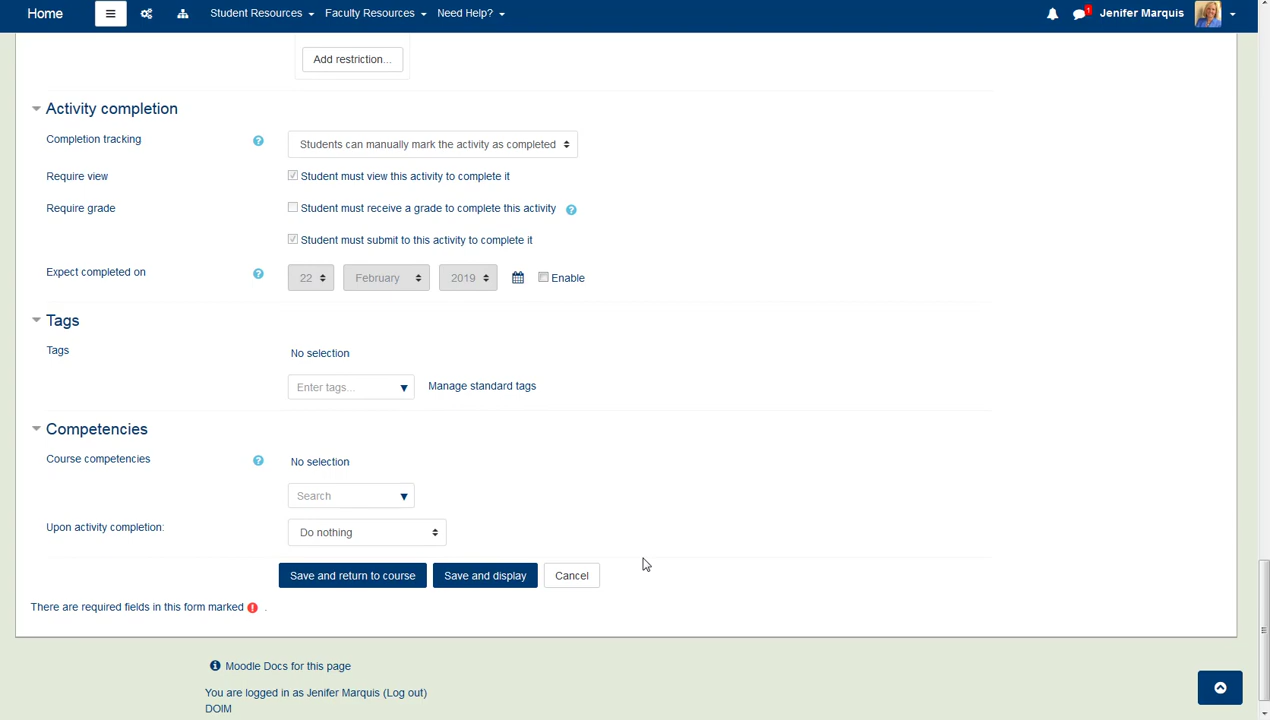 Home Student Resources Faculty Resources Need Help? 1 Jenifer Marquis
Add restriction...
Activity completion
Completion tracking ? Students can manually mark the activity as completed
Require view Student must view this activity to complete it
Require grade Student must receive a grade to complete this activity ?
Student must submit to this activity to complete it
Expect completed on ? 22 February 2019 Enable
Tags
Tags No selection
Enter tags... Manage standard tags
Competencies
Course competencies ? No selection
Search
Upon activity completion: Do nothing
Save and return to course Save and display Cancel
There are required fields in this form marked ! .
Moodle Docs for this page
You are logged in as Jenifer Marquis (Log out)
DOIM